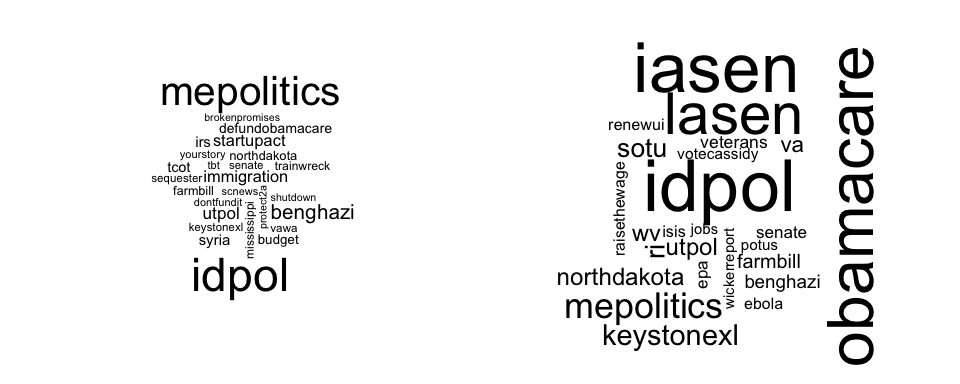 mepolitics
brokenpromises
defundobamacare
irs startupact
yourstory northdakota
tcot tbt senate trainwreck
sequester immigration
farmbill scnews protect2a shutdown
dontfundit mississippi
utpol benghazi
keystonexl vawa
syria budget
idpol
iasen
lasen
obamacare
renewui
sotu veterans va
votecassidy
idpol
raisethewage
wv isis jobs senate
ri utpol potus
epa wickerreport farmbill
northdakota benghazi
mepolitics ebola
keystonexl